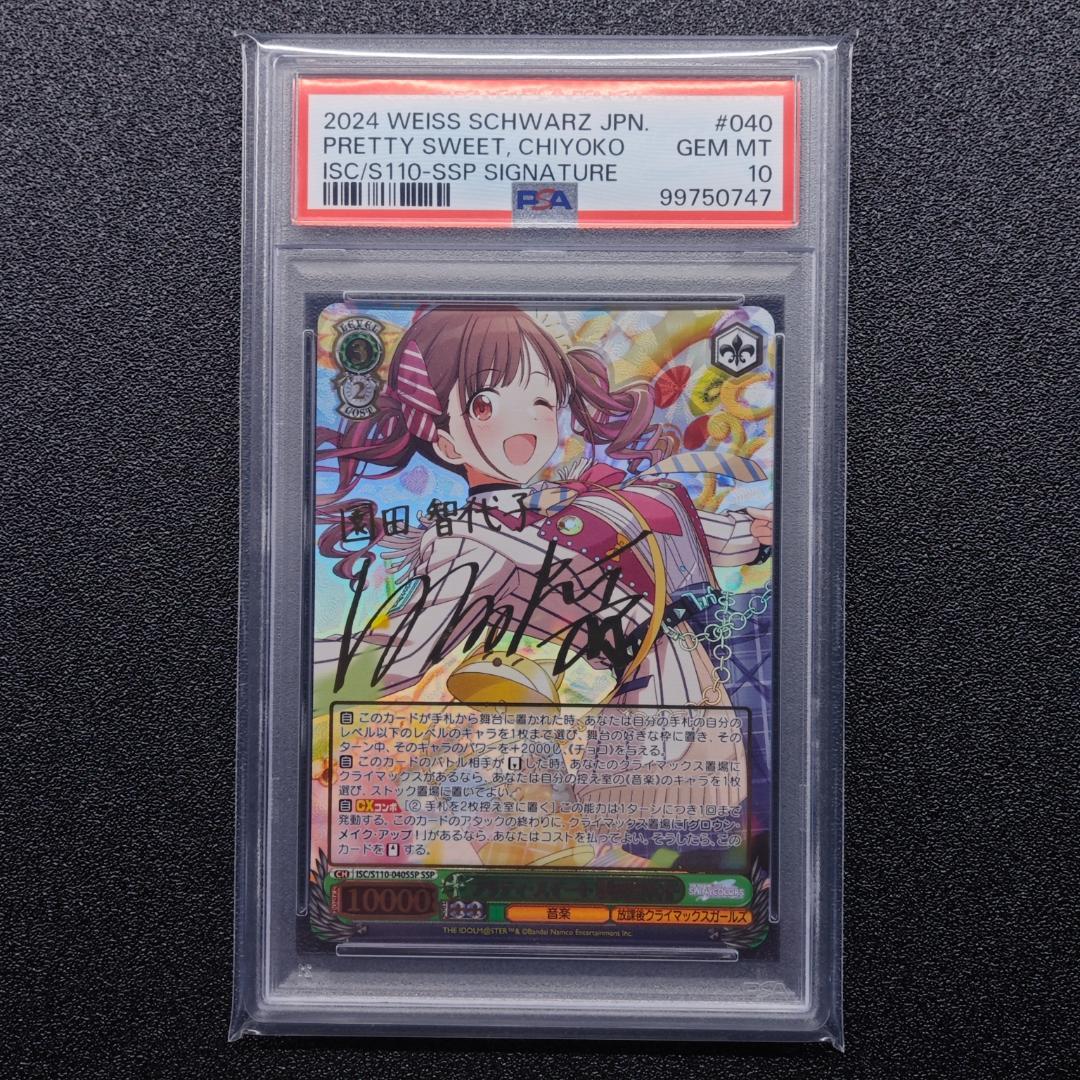 2024 WEISS SCHWARZ JPN. #040
PRETTY SWEET, CHIYOKO GEM MT
ISC/S110-SSP SIGNATURE 10
PSA 99750747
LEVEL
3
2
COST
園田 智代子
自 このカードが手札から舞台に置かれた時、あなたは自分の手札の自分の
レベル以下のレベルのキャラを1枚まで選び、舞台の好きな枠に置き、その
ターン中、そのキャラのパワーを+2000し、《チョコ》を与える。
自 このカードのバトル相手が した時、あなたのクライマックス置場に
クライマックスがあるなら、あなたは自分の控え室の《音楽》のキャラを1枚
選び、ストック置場に置いてよい。
自 CXコンボ [② 手札を2枚控え室に置く] この能力は1ターンにつき1回まで
発動する。このカードのアタックの終わりに、クライマックス置場に「グロウン・
メイク・アップ!」があるなら、あなたはコストを払ってよい。そうしたら、この
カードを する。
CH ISC/S110-040SSP SSP
10000
音楽 放課後クライマックスガールズ
THE IDOLM@STER™& ©Bandai Namco Entertainment Inc.